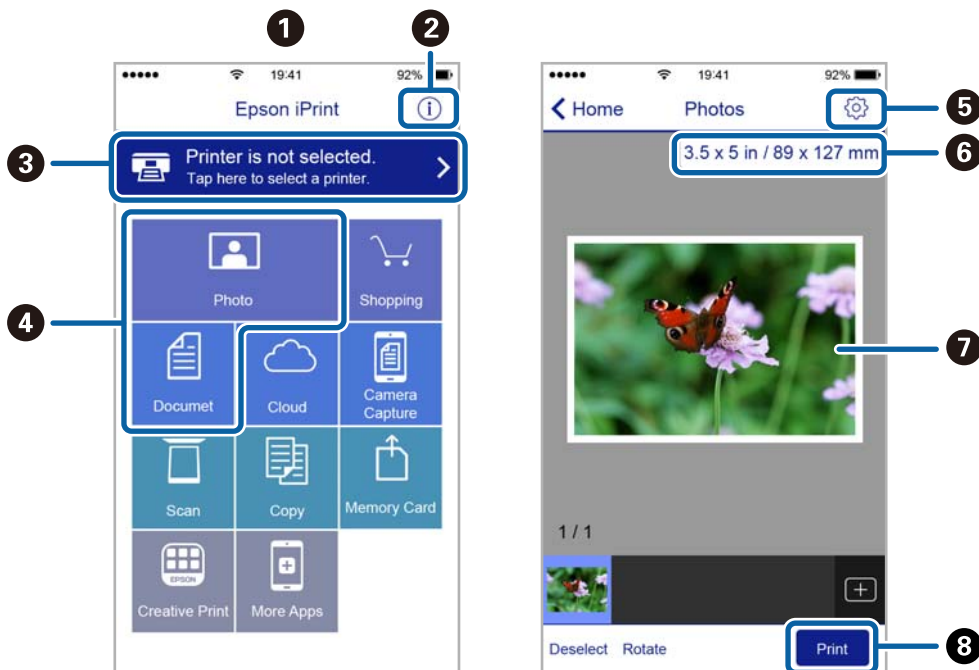 1
2
19:41
92%
Epson iPrint
3
Printer is not selected.
Tap here to select a printer.
4
Photo
Shopping
Documet
Cloud
Camera
Capture
Scan
Copy
Memory Card
EPSON
Creative Print
More Apps
19:41
92%
Home
Photos
5
3.5 x 5 in / 89 x 127 mm
6
7
1 / 1
Deselect
Rotate
Print
8